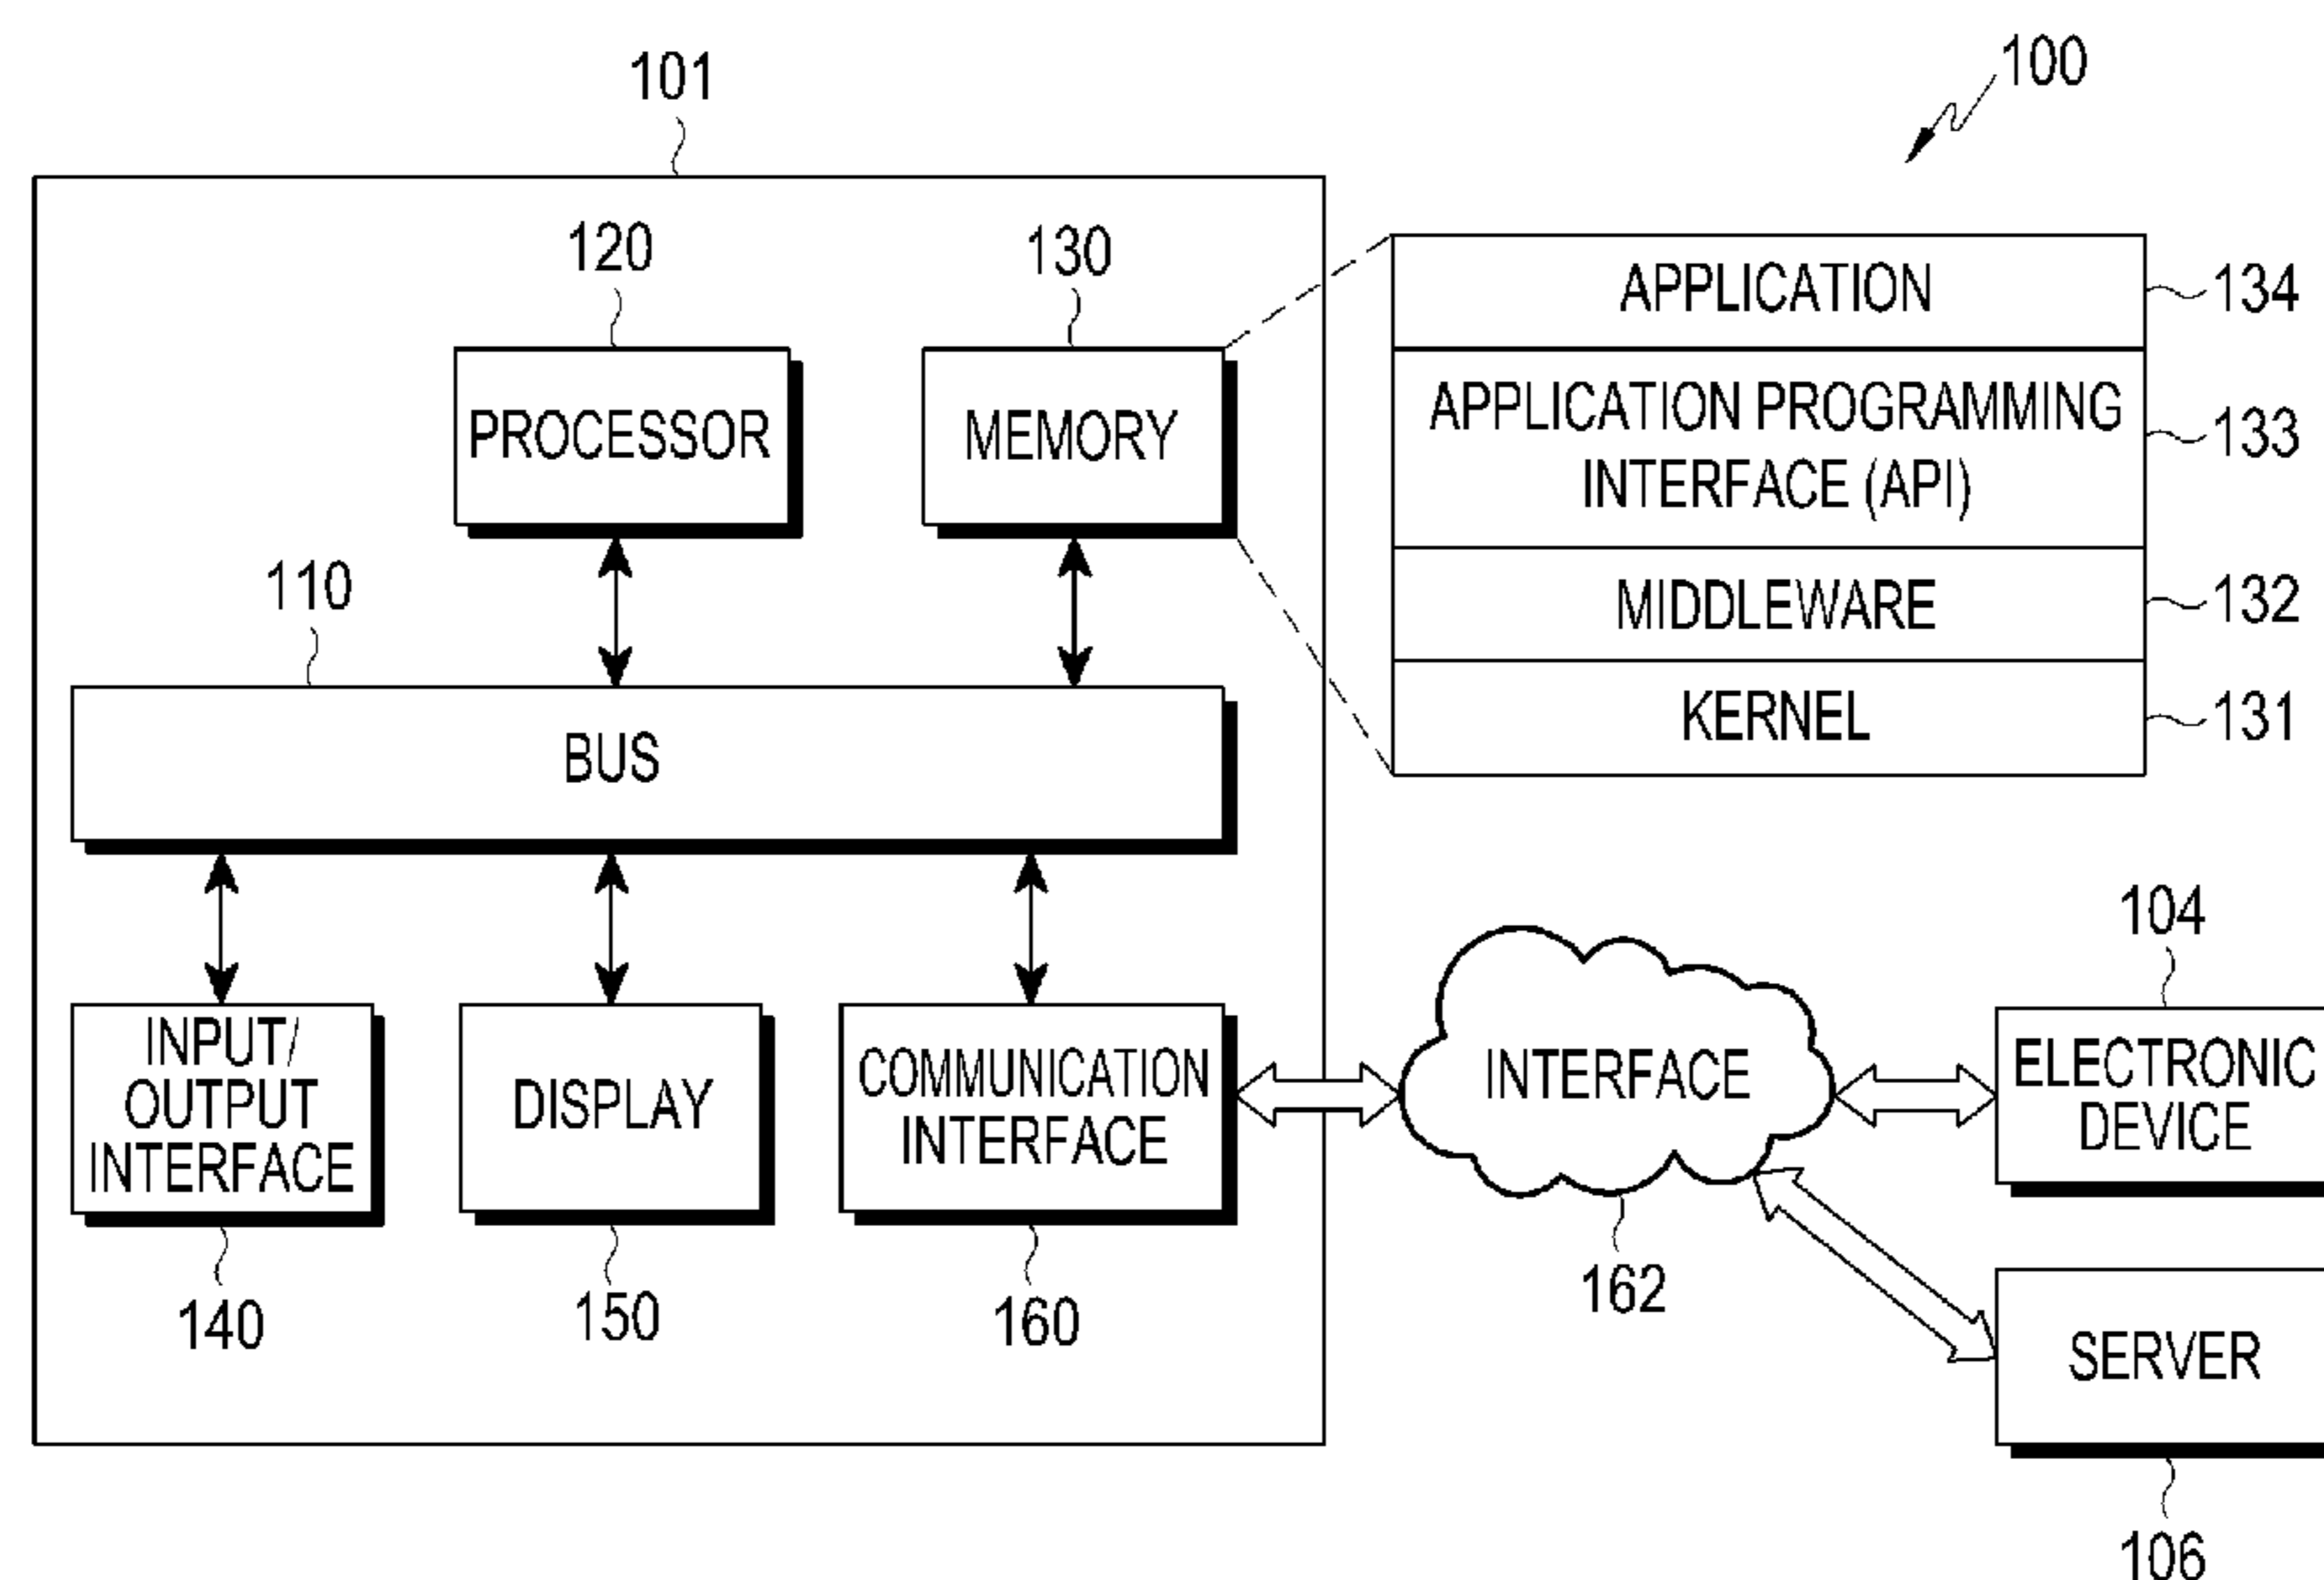 100
101
120
130
PROCESSOR
MEMORY
APPLICATION
134
APPLICATION PROGRAMMING
INTERFACE (API)
133
MIDDLEWARE
132
KERNEL
131
110
BUS
INPUT/
OUTPUT
INTERFACE
140
DISPLAY
150
COMMUNICATION
INTERFACE
160
INTERFACE
162
104
ELECTRONIC
DEVICE
SERVER
106